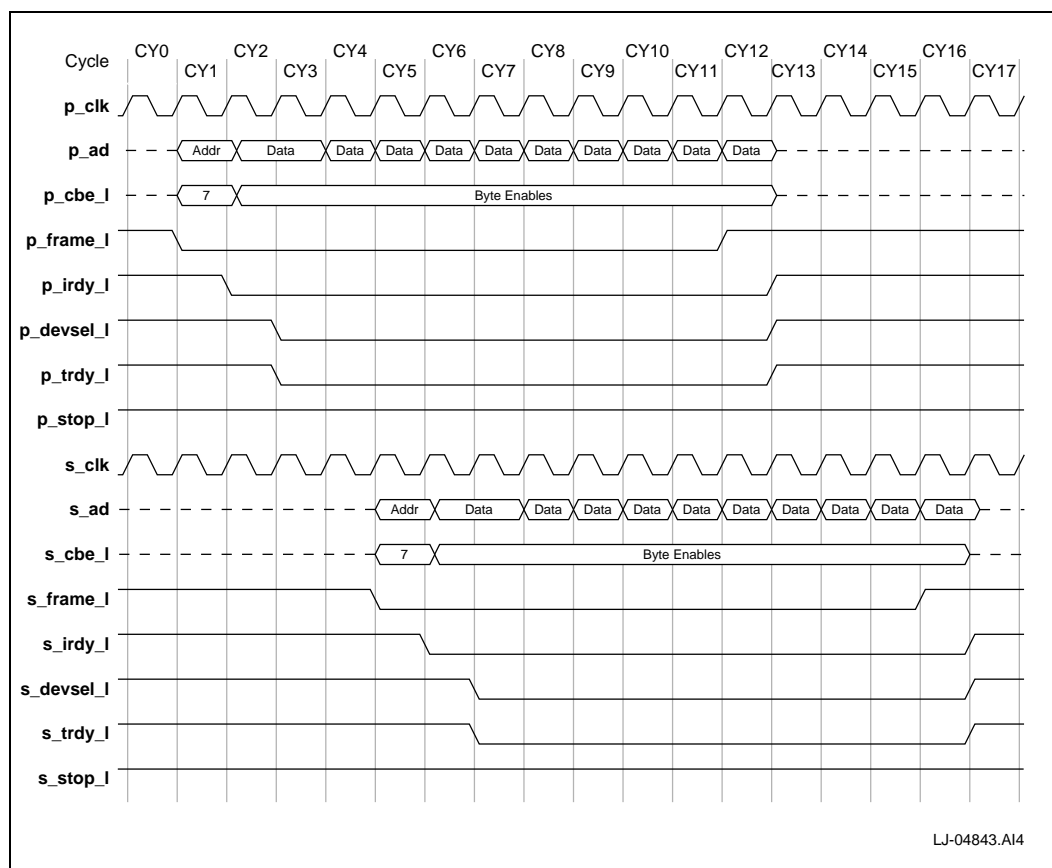 CY0 CY2 CY4 CY6 CY8 CY10 CY12 CY14 CY16
Cycle
CY1 CY3 CY5 CY7 CY9 CY11 CY13 CY15 CY17
p_clk
p_ad Addr Data Data Data Data Data Data Data Data Data Data
p_cbe_l 7 Byte Enables
p_frame_l
p_irdy_l
p_devsel_l
p_trdy_l
p_stop_l
s_clk
s_ad Addr Data Data Data Data Data Data Data Data Data Data
s_cbe_l 7 Byte Enables
s_frame_l
s_irdy_l
s_devsel_l
s_trdy_l
s_stop_l
LJ-04843.AI4